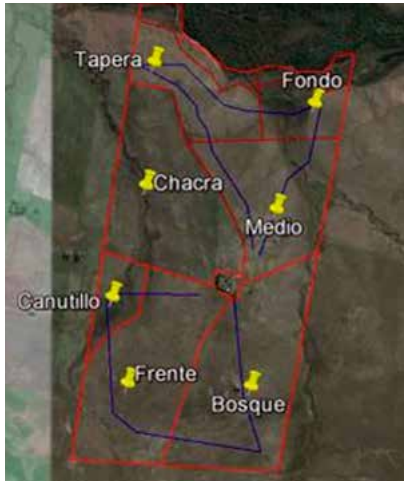 Tapera
Fondo
Chacra
Medio
Canutillo
Frente
Bosque